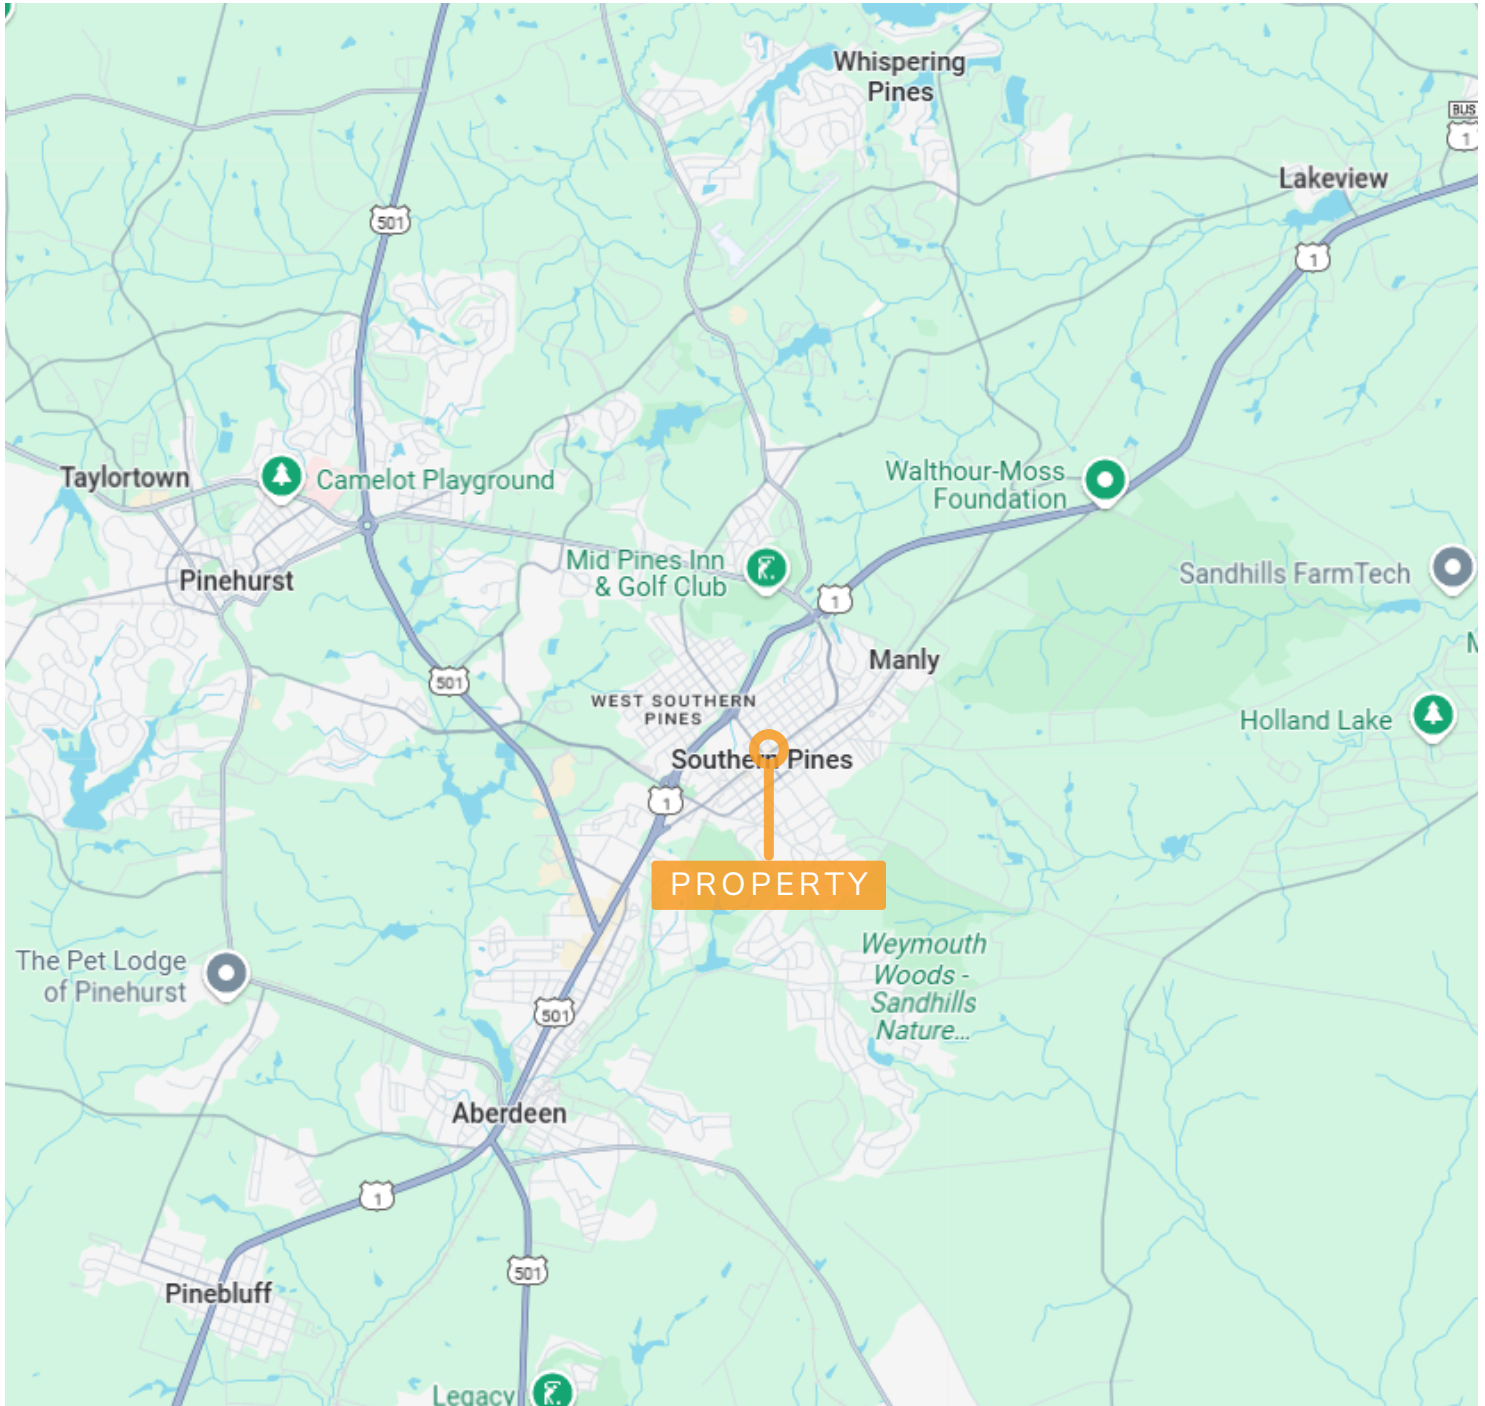 Whispering
Pines
BUS
1
Lakeview
501
1
Taylortown
Camelot Playground
Walthour-Moss
Foundation
Mid Pines Inn
& Golf Club
Sandhills FarmTech
Pinehurst
1
M
Manly
501
WEST SOUTHERN
PINES
Holland Lake
Southern Pines
1
PROPERTY
The Pet Lodge
of Pinehurst
Weymouth
Woods -
Sandhills
Nature...
501
Aberdeen
1
501
Pinebluff
Legacy